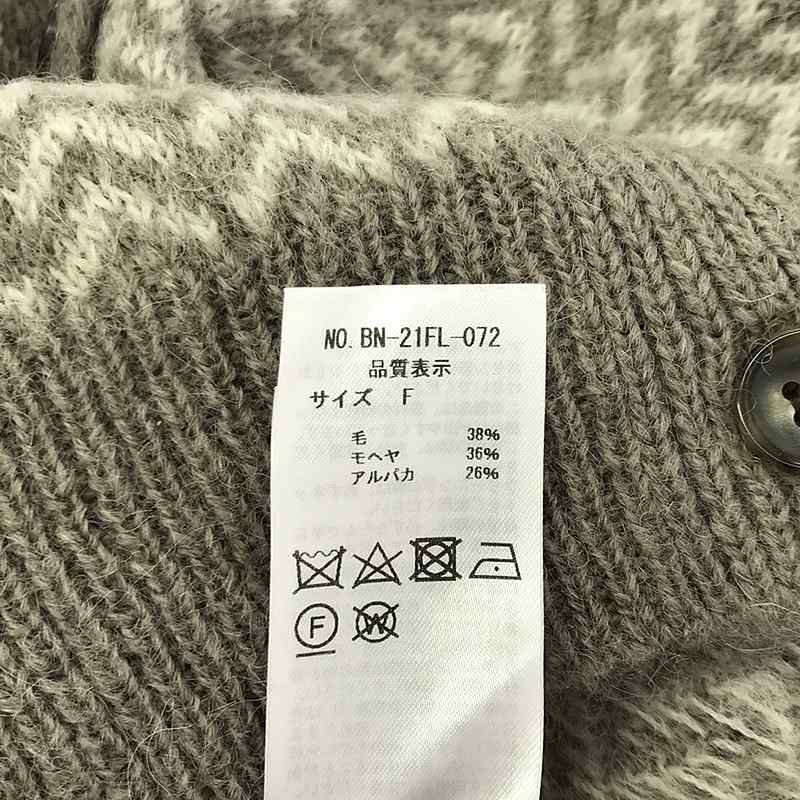 NO. BN-21FL-072
品質表示
サイズ F
毛 38%
モヘヤ 36%
アルパカ 26%
F W